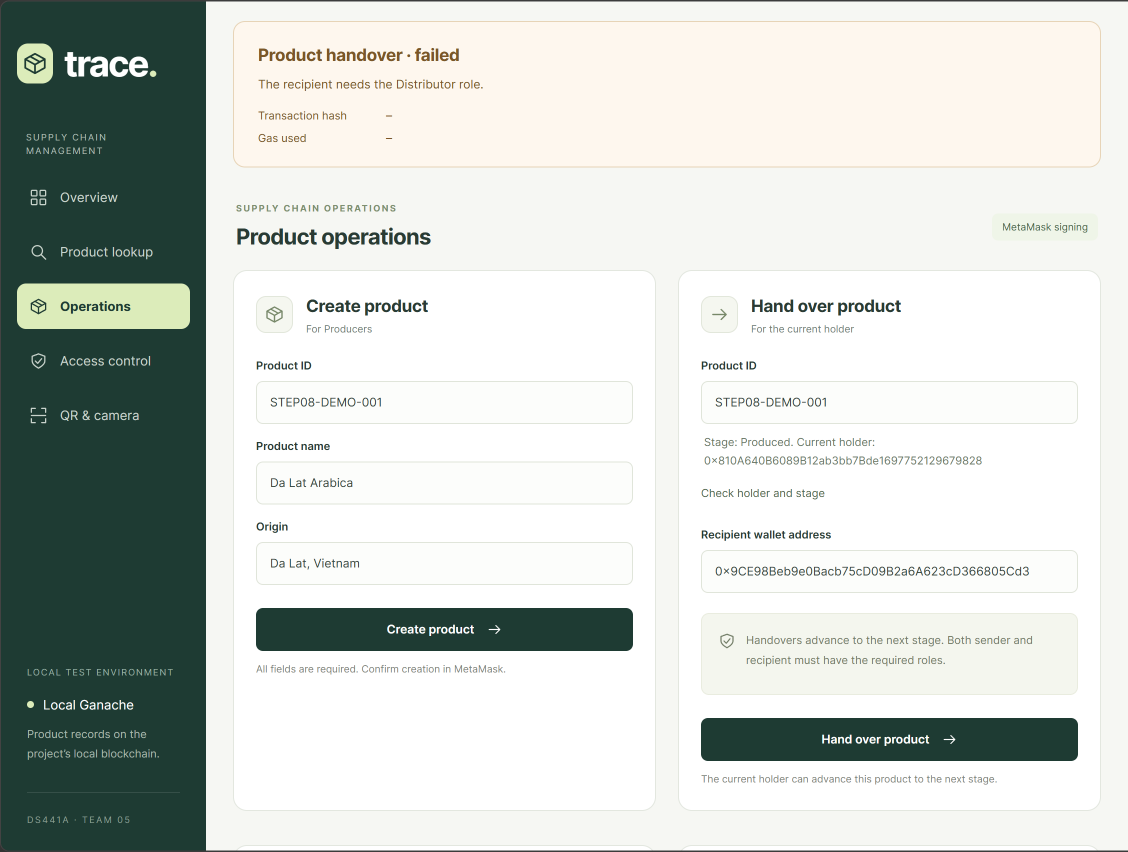 trace.
SUPPLY CHAIN
MANAGEMENT
Overview
Product lookup
Operations
Access control
QR & camera
LOCAL TEST ENVIRONMENT
Local Ganache
Product records on the
project's local blockchain.
DS441A · TEAM 05
Product handover · failed
The recipient needs the Distributor role.
Transaction hash –
Gas used –
SUPPLY CHAIN OPERATIONS
Product operations
MetaMask signing
Create product
For Producers
Product ID
STEP08-DEMO-001
Product name
Da Lat Arabica
Origin
Da Lat, Vietnam
Create product →
All fields are required. Confirm creation in MetaMask.
Hand over product
For the current holder
Product ID
STEP08-DEMO-001
Stage: Produced. Current holder:
0×810A640B6089B12ab3bb7Bde1697752129679828
Check holder and stage
Recipient wallet address
0×9CE98Beb9e0Bacb75cD09B2a6A623cD366805Cd3
Handovers advance to the next stage. Both sender and
recipient must have the required roles.
Hand over product →
The current holder can advance this product to the next stage.